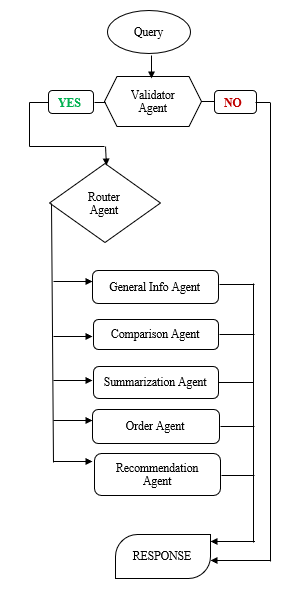 Query
Validator
Agent
YES
NO
Router
Agent
General Info Agent
Comparison Agent
Summarization Agent
Order Agent
Recommendation
Agent
RESPONSE